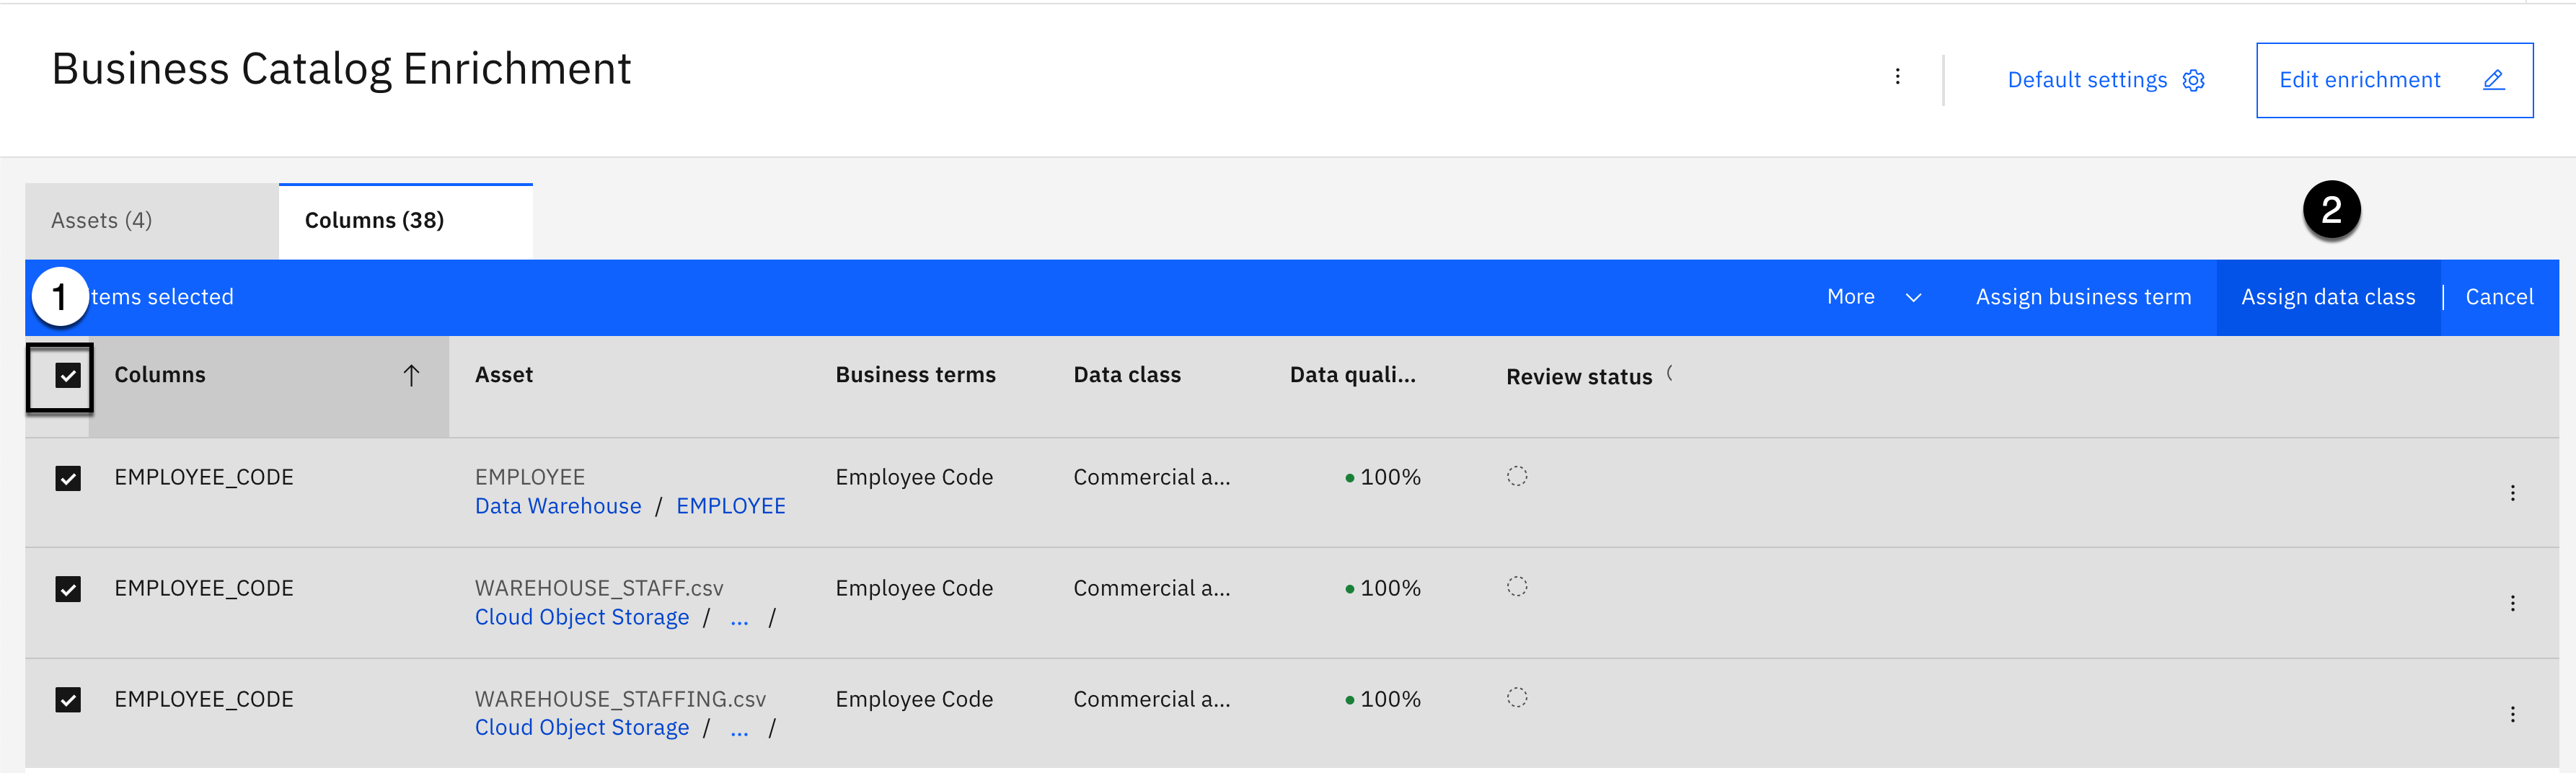 Business Catalog Enrichment
Default settings
Edit enrichment
Assets (4)
Columns (38)
2
1
tems selected
More
Assign business term
Assign data class
Cancel
Columns
Asset
Business terms
Data class
Data quali...
Review status
EMPLOYEE_CODE
EMPLOYEE
Data Warehouse / EMPLOYEE
Employee Code
Commercial a...
100%
EMPLOYEE_CODE
WAREHOUSE_STAFF.csv
Cloud Object Storage / ... /
Employee Code
Commercial a...
100%
EMPLOYEE_CODE
WAREHOUSE_STAFFING.csv
Cloud Object Storage / ... /
Employee Code
Commercial a...
100%